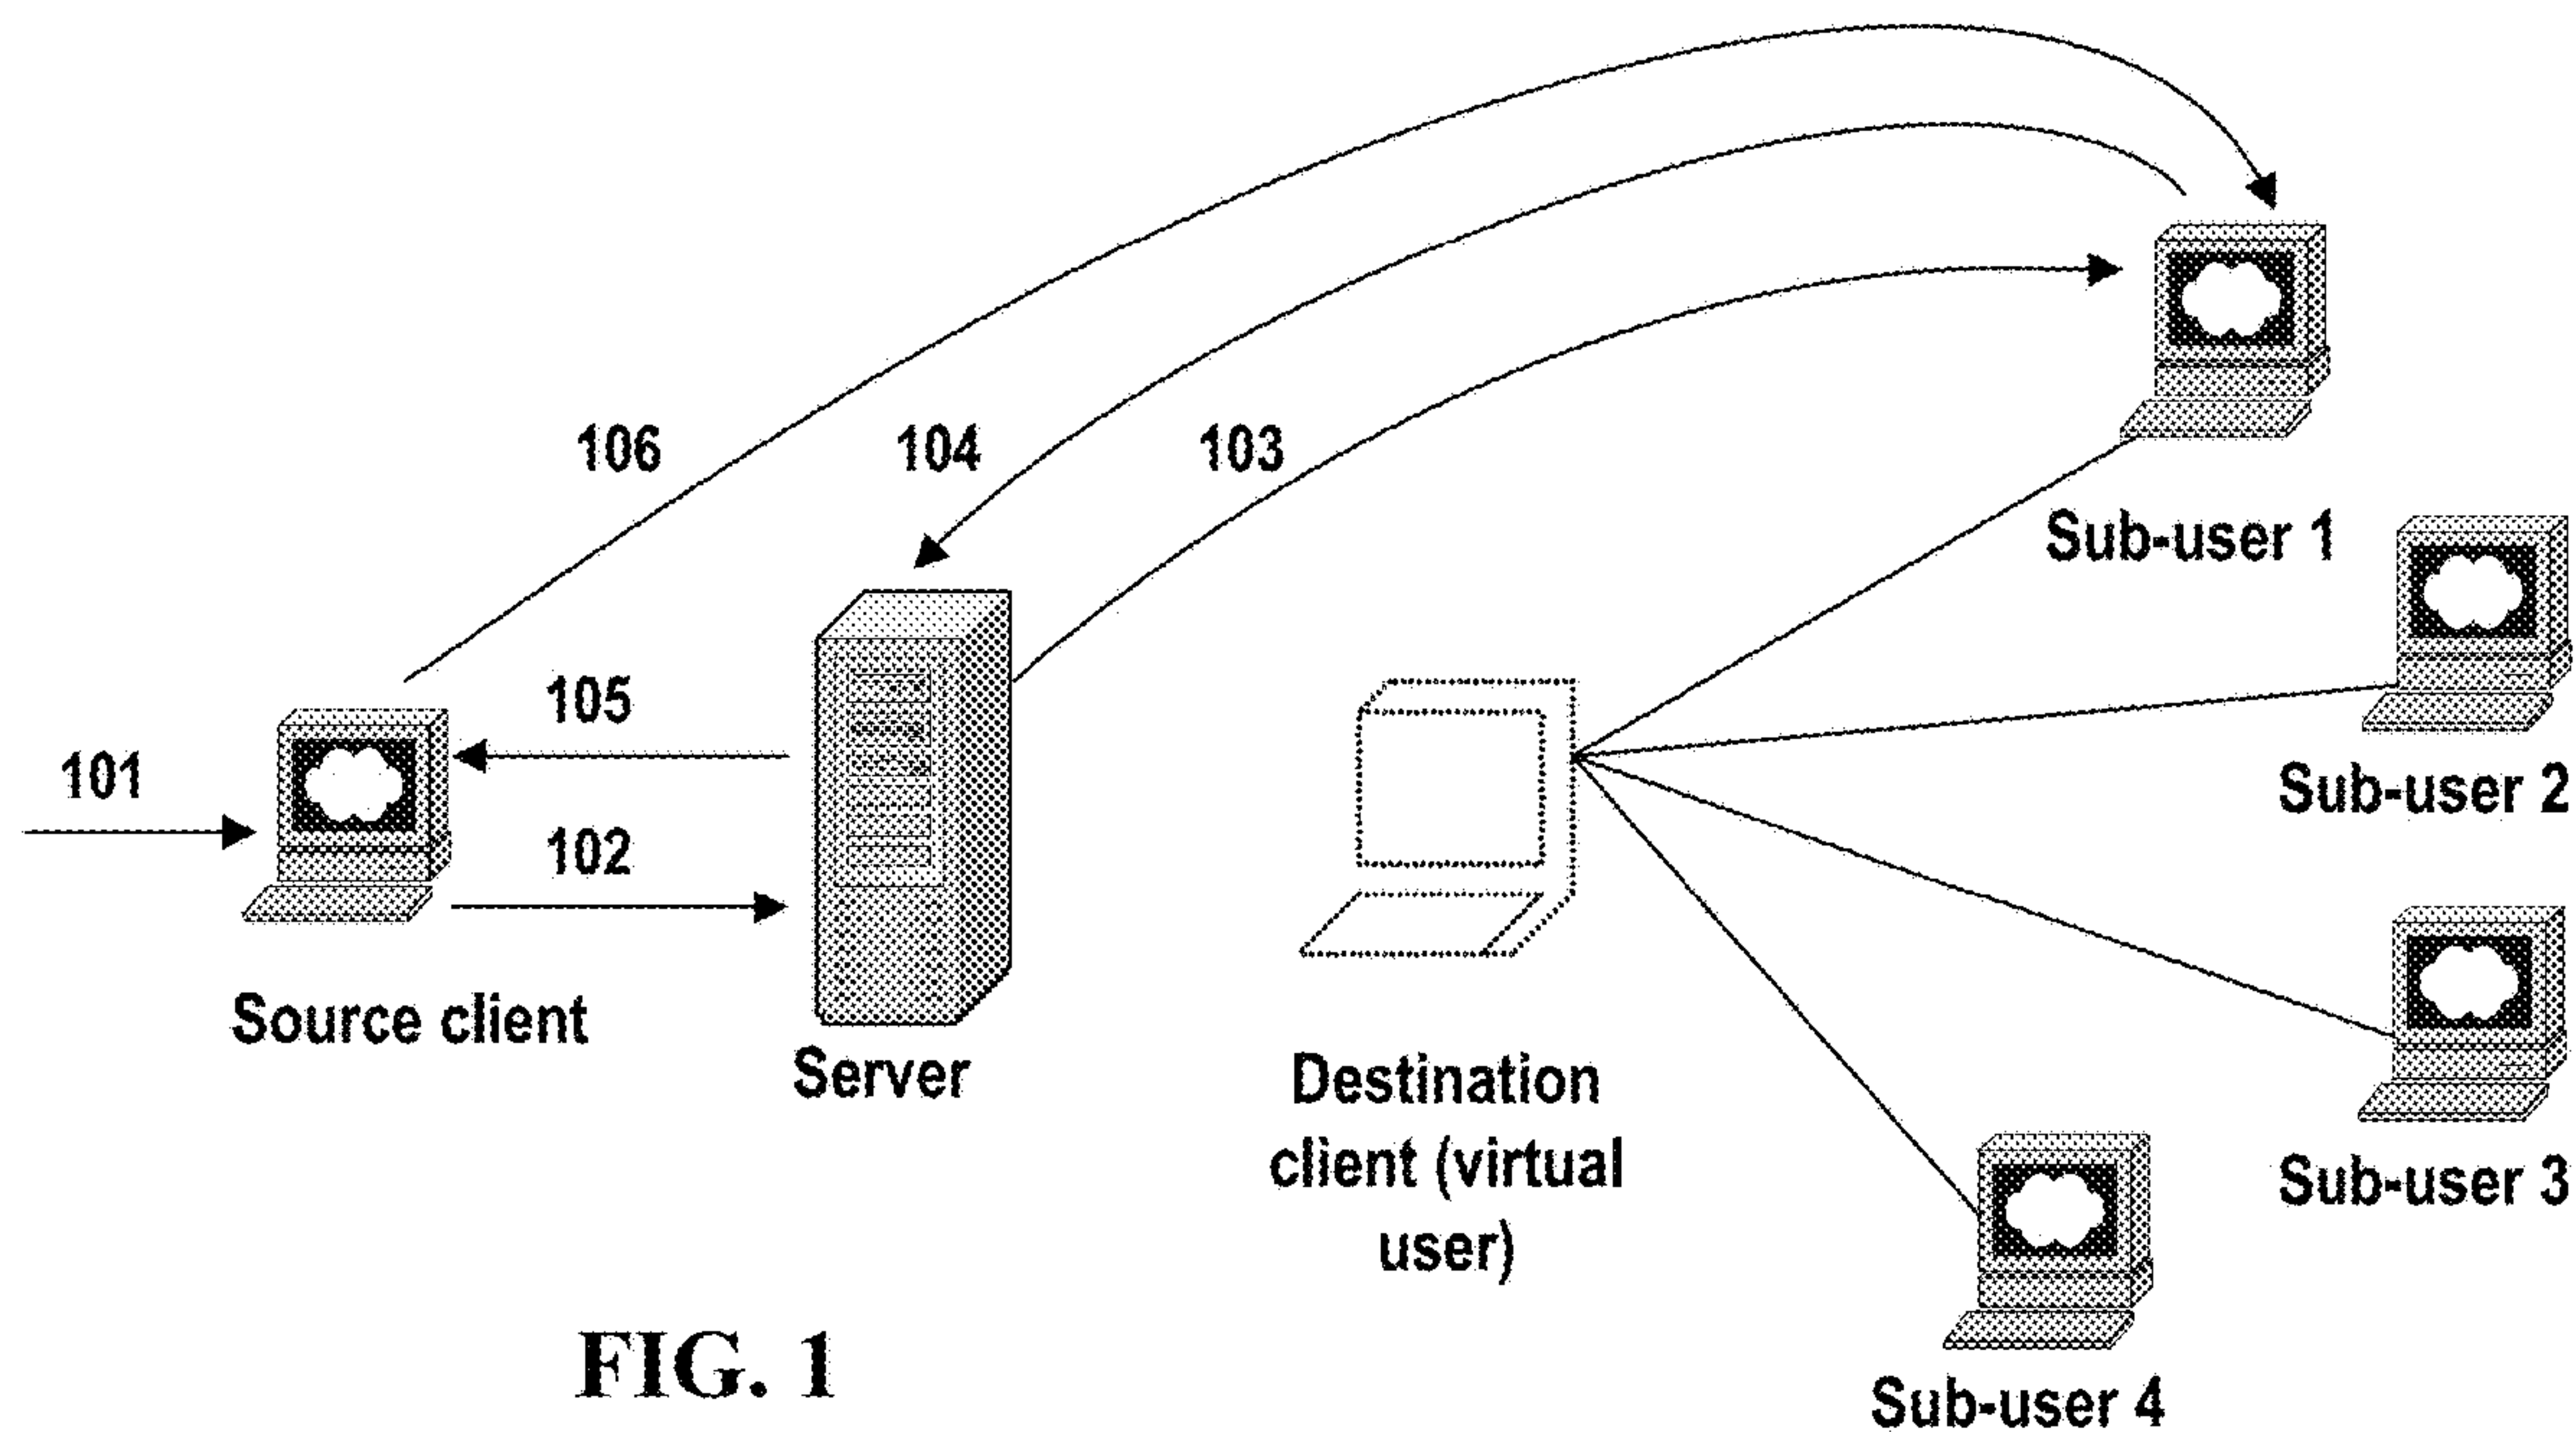 106
104
103
Sub-user 1
105
101
102
Sub-user 2
Source client
Server
Destination
client (virtual
user)
Sub-user 3
FIG. 1
Sub-user 4